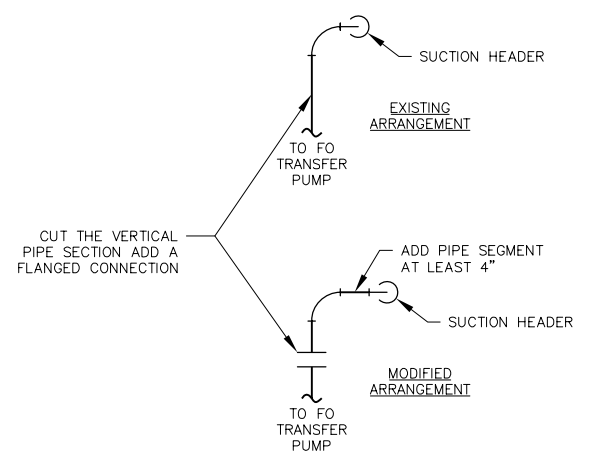 SUCTION HEADER
EXISTING
ARRANGEMENT
TO FO
TRANSFER
PUMP
CUT THE VERTICAL
PIPE SECTION ADD A
FLANGED CONNECTION
ADD PIPE SEGMENT
AT LEAST 4"
SUCTION HEADER
MODIFIED
ARRANGEMENT
TO FO
TRANSFER
PUMP